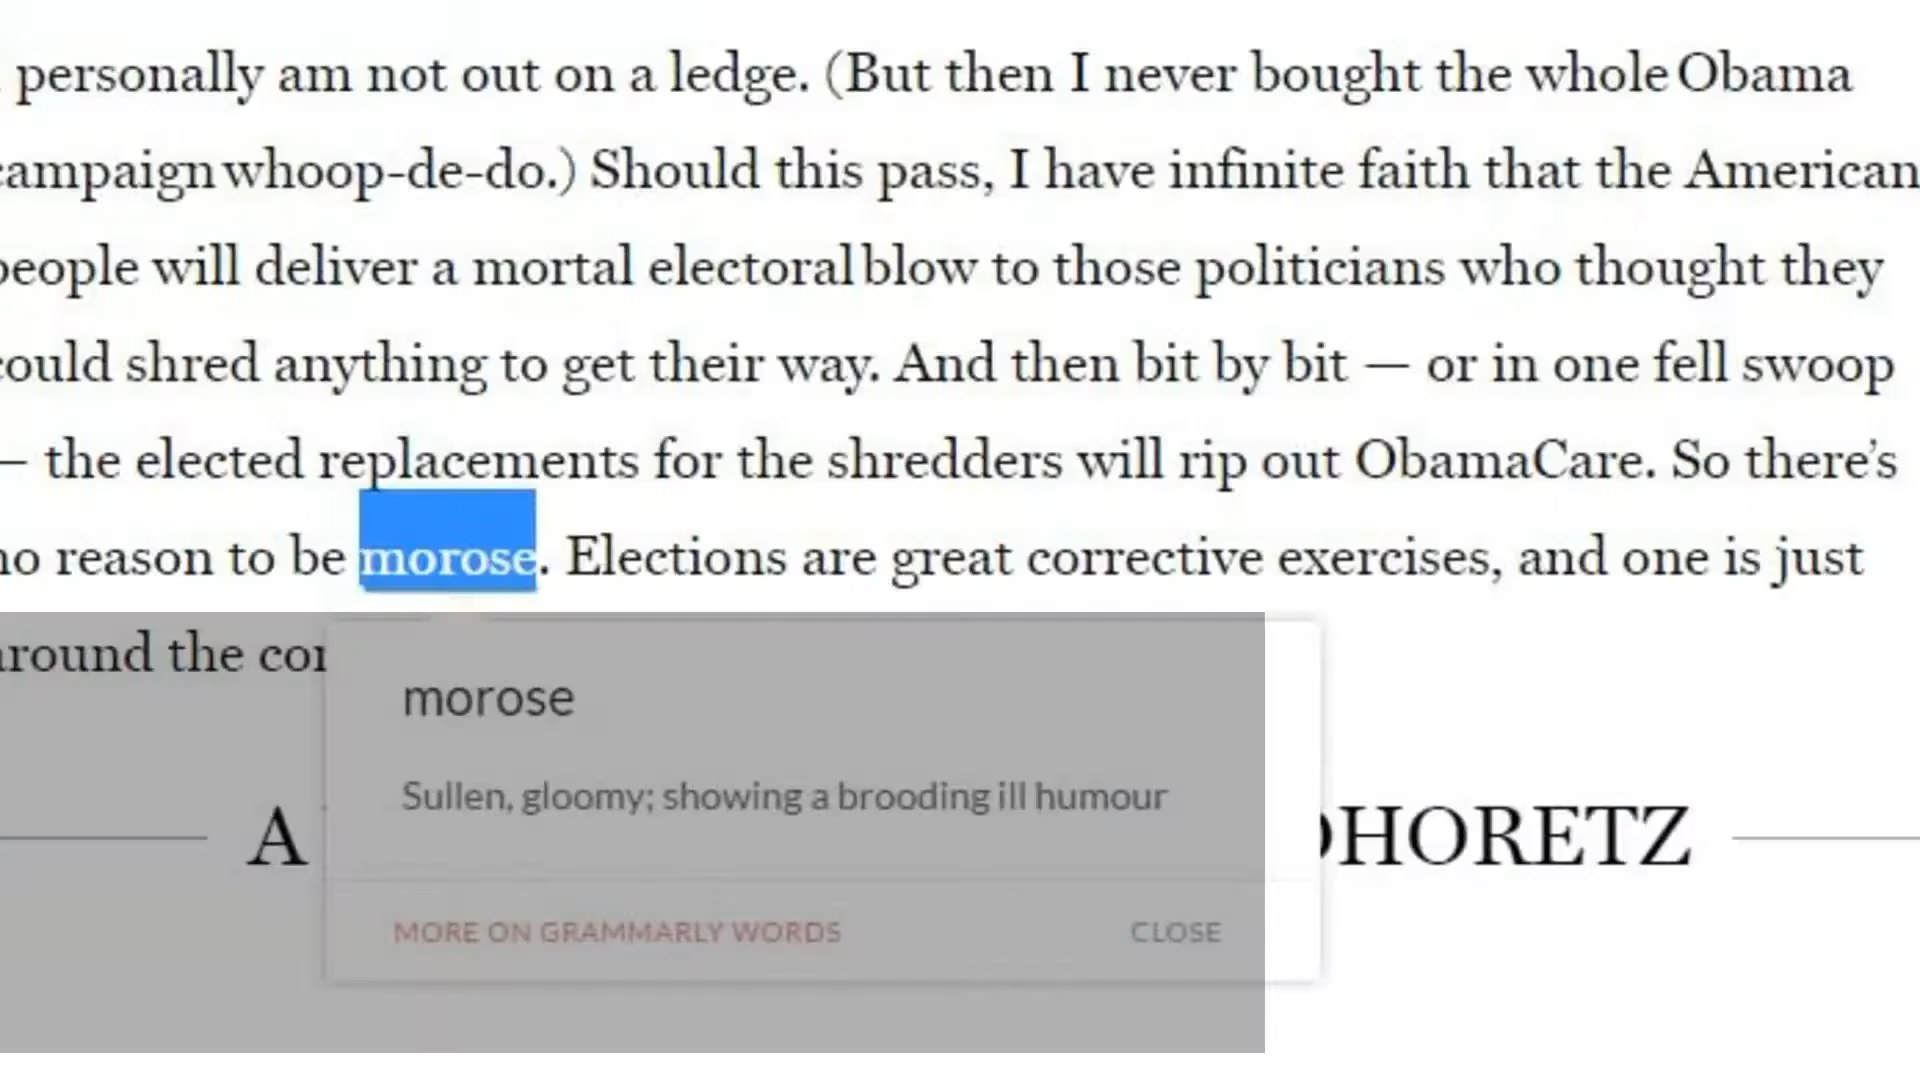 personally am not out on a ledge. (But then I never bought the whole Obama
campaign whoop-de-do.) Should this pass, I have infinite faith that the American
people will deliver a mortal electoral blow to those politicians who thought they
could shred anything to get their way. And then bit by bit — or in one fell swoop
— the elected replacements for the shredders will rip out ObamaCare. So there's
no reason to be morose. Elections are great corrective exercises, and one is just
around the
morose
Sullen, gloomy; showing a brooding ill humour
A
DHORETZ
MORE ON GRAMMARLY WORDS
CLOSE